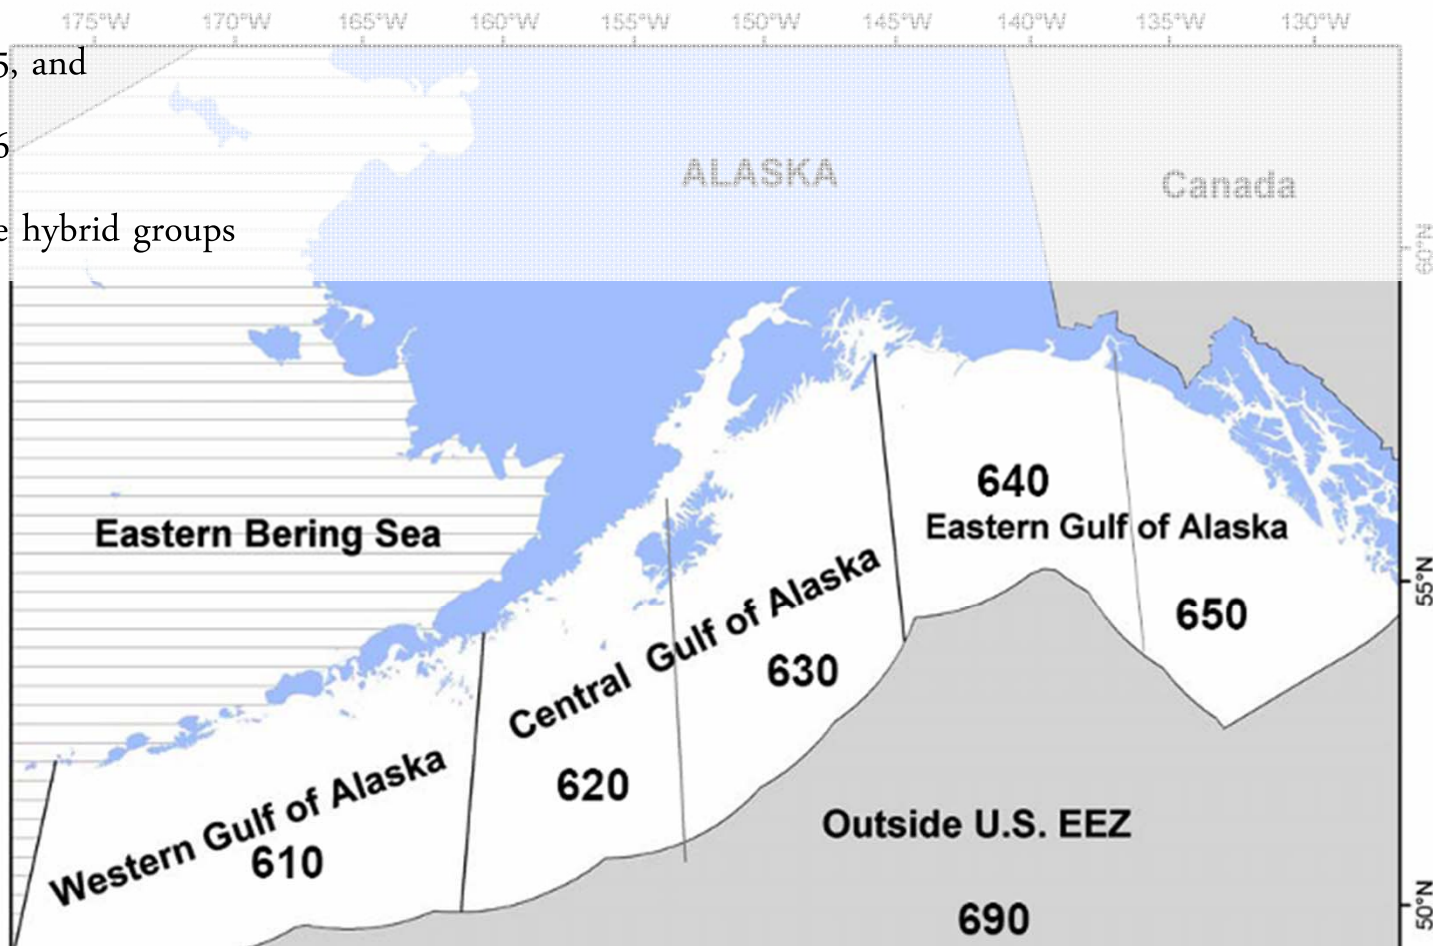 175°W 170°W 165°W 160°W 155°W 150°W 145°W 140°W 135°W 130°W
5, and
6
ALASKA
Canada
e hybrid groups
60°N
640
Eastern Bering Sea
Eastern Gulf of Alaska
55°N
650
Central Gulf of Alaska
630
620
Western Gulf of Alaska
610
Outside U.S. EEZ
690
50°N